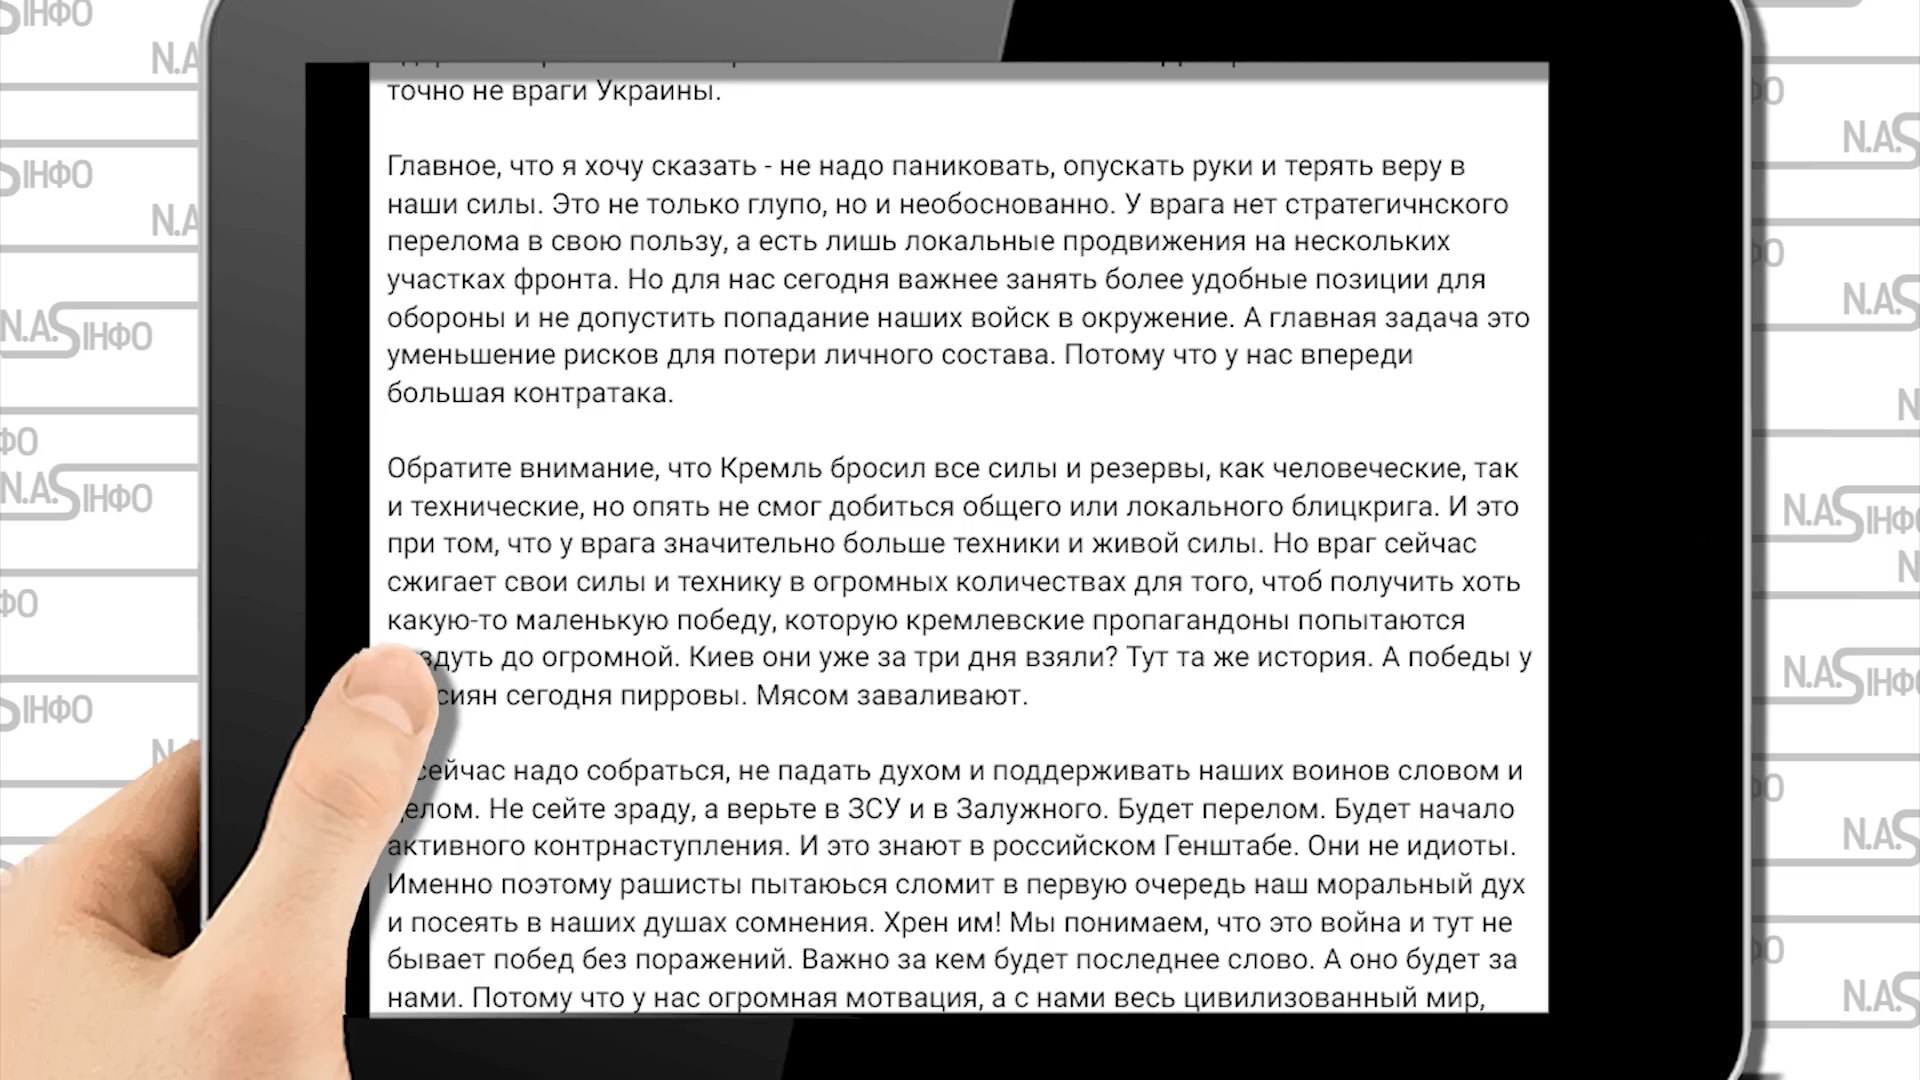 точно не враги Украины.
Главное, что я хочу сказать - не надо паниковать, опускать руки и терять веру в
наши силы. Это не только глупо, но и необоснованно. У врага нет стратегичнского
перелома в свою пользу, а есть лишь локальные продвижения на нескольких
участках фронта. Но для нас сегодня важнее занять более удобные позиции для
обороны и не допустить попадание наших войск в окружение. А главная задача это
уменьшение рисков для потери личного состава. Потому что у нас впереди
большая контратака.
Обратите внимание, что Кремль бросил все силы и резервы, как человеческие, так
и технические, но опять не смог добиться общего или локального блицкрига. И это
при том, что у врага значительно больше техники и живой силы. Но враг сейчас
сжигает свои силы и технику в огромных количествах для того, чтоб получить хоть
какую-то маленькую победу, которую кремлевские пропагандоны попытаются
здуть до огромной. Киев они уже за три дня взяли? Тут та же история. А победы у
сиян сегодня пирровы. Мясом заваливают.
сейчас надо собраться, не падать духом и поддерживать наших воинов словом и
делом. Не сейте зраду, а верьте в ЗСУ и в Залужного. Будет перелом. Будет начало
активного контрнаступления. И это знают в российском Генштабе. Они не идиоты.
Именно поэтому рашисты пытаюься сломит в первую очередь наш моральный дух
и посеять в наших душах сомнения. Хрен им! Мы понимаем, что это война и тут не
бывает побед без поражений. Важно за кем будет последнее слово. А оно будет за
нами. Потому что у нас огромная мотвация, а с нами весь цивилизованный мир,
N.A.SІНФО
N.A.SІНФО
N.A.SІНФО
N.A.SІНФО